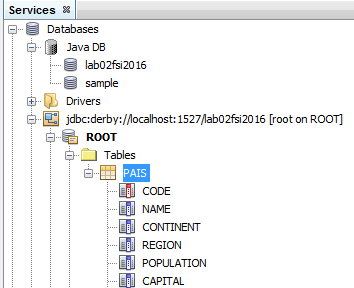 Services
Databases
Java DB
lab02fsi2016
sample
Drivers
jdbc:derby://localhost:1527/lab02fsi2016 [root on ROOT]
ROOT
Tables
PAIS
CODE
NAME
CONTINENT
REGION
POPULATION
CAPITAL